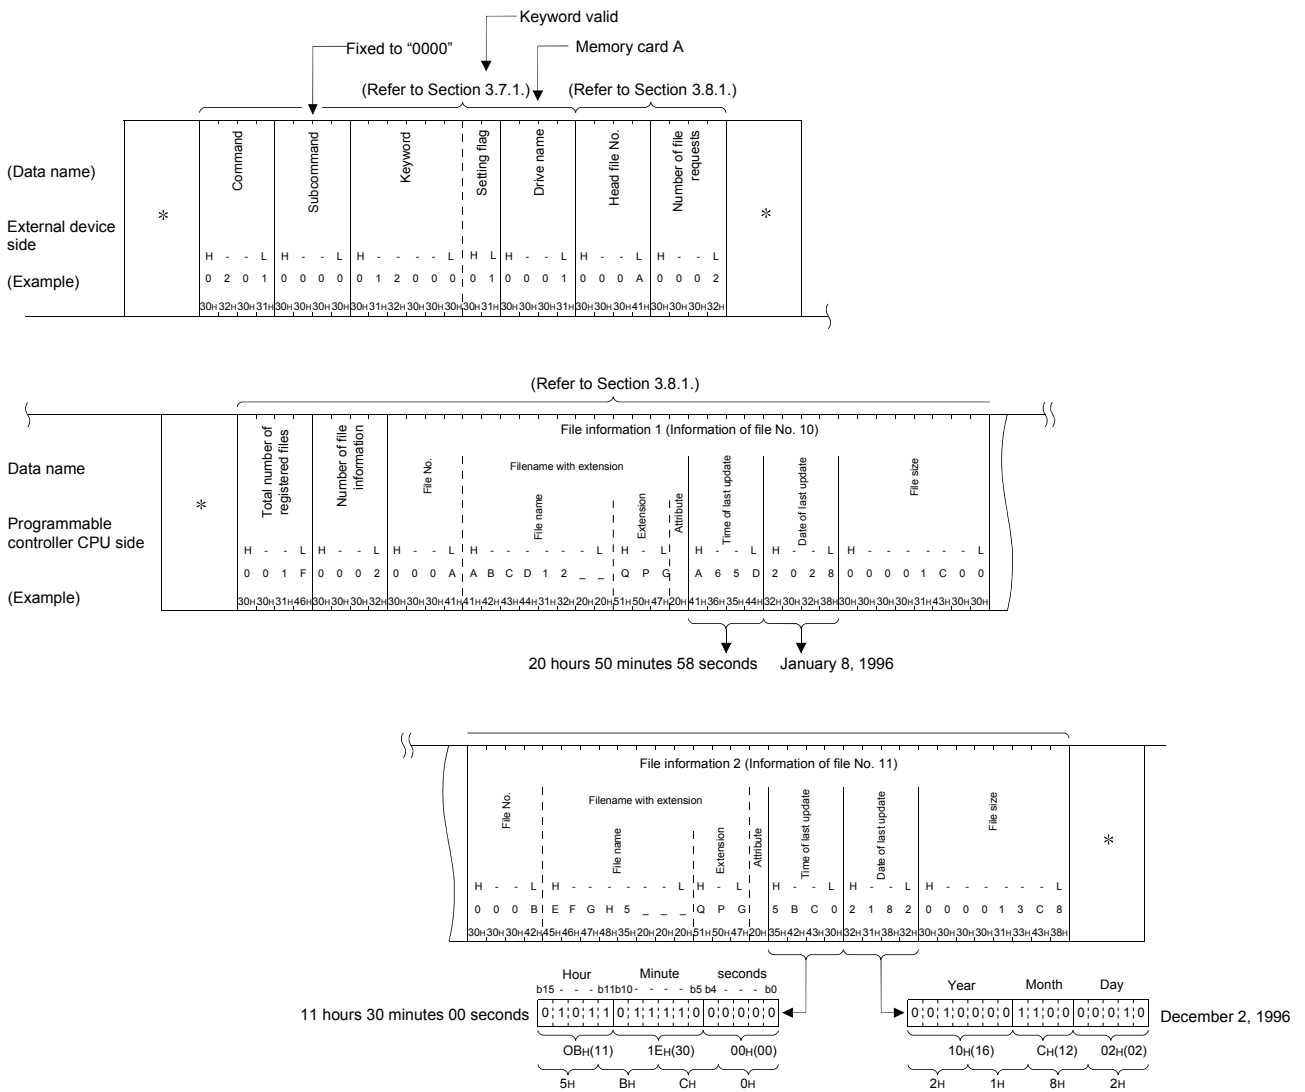 Keyword valid
Fixed to “0000”
Memory card A
(Refer to Section 3.7.1.) (Refer to Section 3.8.1.)
(Data name)
Command
Subcommand
Keyword
Setting flag
Drive name
Head file No.
Number of file requests
External device side
* *
H - - L H - - L H - - - - L H L H - - L H - - L H - - L
(Example)
0 2 0 1 0 0 0 0 0 1 2 0 0 0 0 1 0 0 0 1 0 0 0 A 0 0 0 2
30H 32H 30H 31H 30H 30H 30H 30H 30H 31H 32H 30H 30H 30H 30H 31H 30H 30H 30H 31H 30H 30H 30H 41H 30H 30H 30H 32H
(Refer to Section 3.8.1.)
File information 1 (Information of file No. 10)
Data name
Total number of registered files
Number of file information
File No.
Filename with extension
File name
Extension
Attribute
Time of last update
Date of last update
File size
*
Programmable controller CPU side
H - - L H - - L H - - L H - - - - - - L H - L H - - L H - - L H - - - - - - L
0 0 1 F 0 0 0 2 0 0 0 A A B C D 1 2 _ _ Q P G A 6 5 D 2 0 2 8 0 0 0 0 1 C 0 0
(Example)
30H 30H 31H 46H 30H 30H 30H 32H 30H 30H 30H 41H 41H 42H 43H 44H 31H 32H 20H 20H 51H 50H 47H 20H 41H 36H 35H 44H 32H 30H 32H 38H 30H 30H 30H 30H 31H 43H 30H 30H
20 hours 50 minutes 58 seconds January 8, 1996
File information 2 (Information of file No. 11)
File No.
Filename with extension
File name
Extension
Attribute
Time of last update
Date of last update
File size
*
H - - L H - - - - - - L H - L H - - L H - - L H - - - - - - L
0 0 0 B E F G H 5 _ _ _ Q P G 5 B C 0 2 1 8 2 0 0 0 0 1 3 C 8
30H 30H 30H 42H 45H 46H 47H 48H 35H 20H 20H 20H 51H 50H 47H 20H 35H 42H 43H 30H 32H 31H 38H 32H 30H 30H 30H 30H 31H 33H 43H 38H
Hour Minute seconds
b15 - - - b11 b10 - - - - b5 b4 - - - b0
Year Month Day
11 hours 30 minutes 00 seconds 0 1 0 1 1 0 1 1 1 1 0 0 0 0 0 0
0 0 1 0 0 0 0 1 1 0 0 0 0 0 1 0 December 2, 1996
OBH(11) 1EH(30) 00H(00) 10H(16) CH(12) 02H(02)
5H BH CH 0H 2H 1H 8H 2H